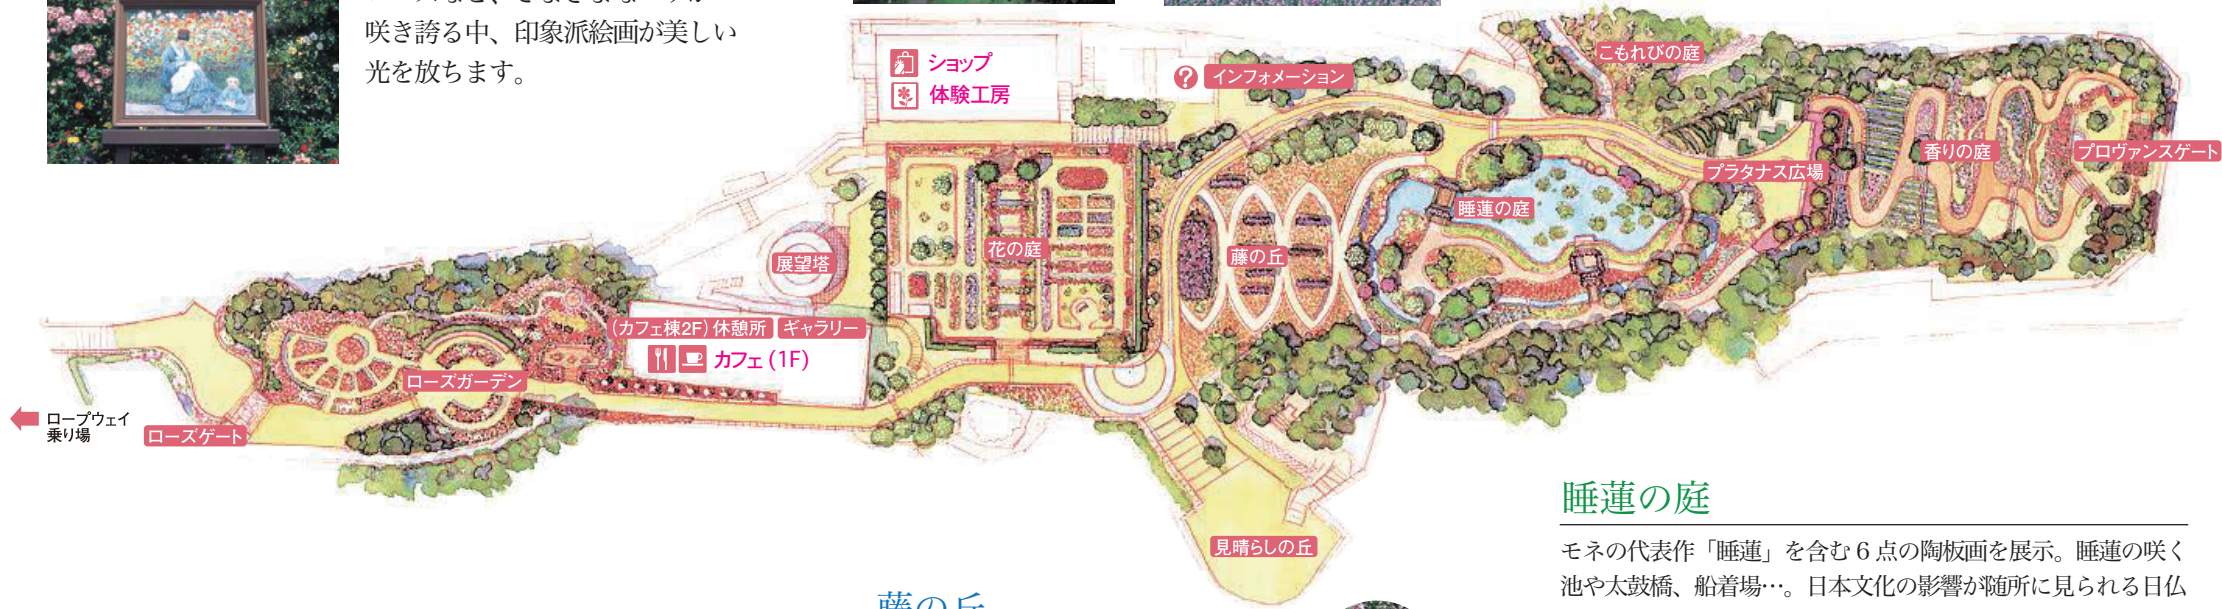 咲き誇る中、印象派絵画が美しい
光を放ちます。
ショップ
体験工房
インフォメーション
こもれびの庭
プラタナス広場
香りの庭
プロヴァンスゲート
睡蓮の庭
藤の丘
花の庭
展望塔
(カフェ棟2F) 休憩所 ギャラリー
カフェ (1F)
ローズガーデン
ローズゲート
ロープウェイ
乗り場
見晴らしの丘
睡蓮の庭
モネの代表作「睡蓮」を含む6点の陶板画を展示。睡蓮の咲く
池や太鼓橋、船着場…。日本文化の影響が随所に見られる日仏
藤の丘